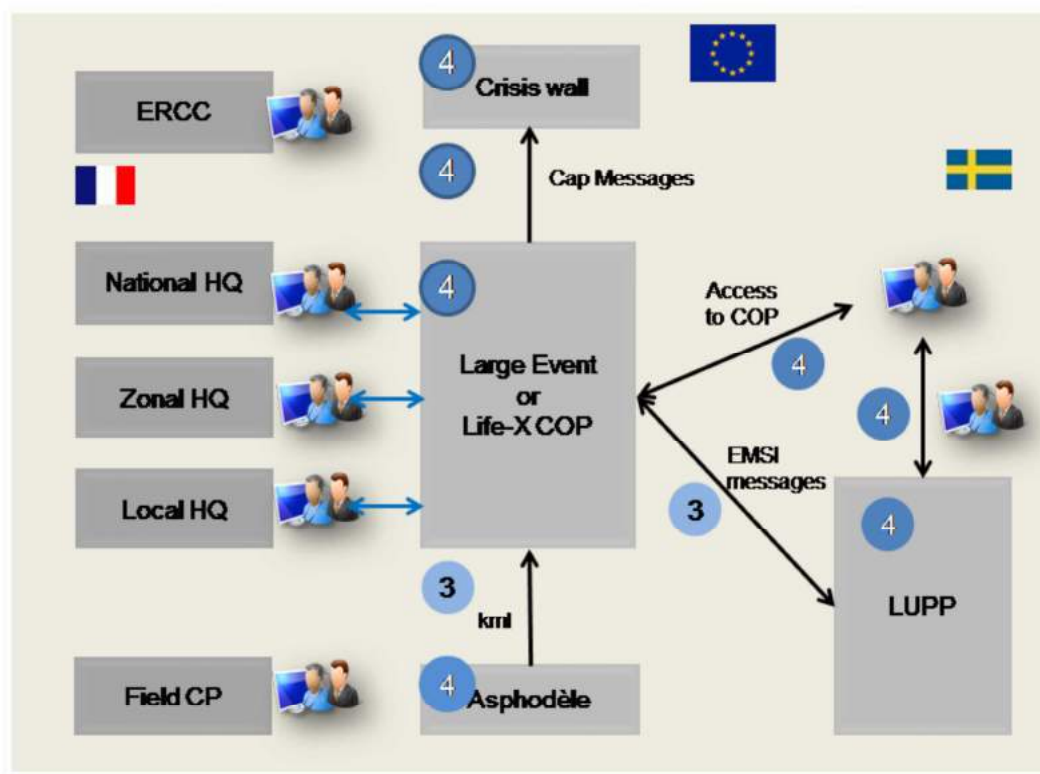 4
Crisis wall
ERCC
4
Cap Messages
National HQ
4
Access
to COP
4
Large Event
or
Life-X COP
Zonal HQ
4
EMSI
messages
3
Local HQ
4
LUPP
3
kml
Field CP
4
Asphodèle